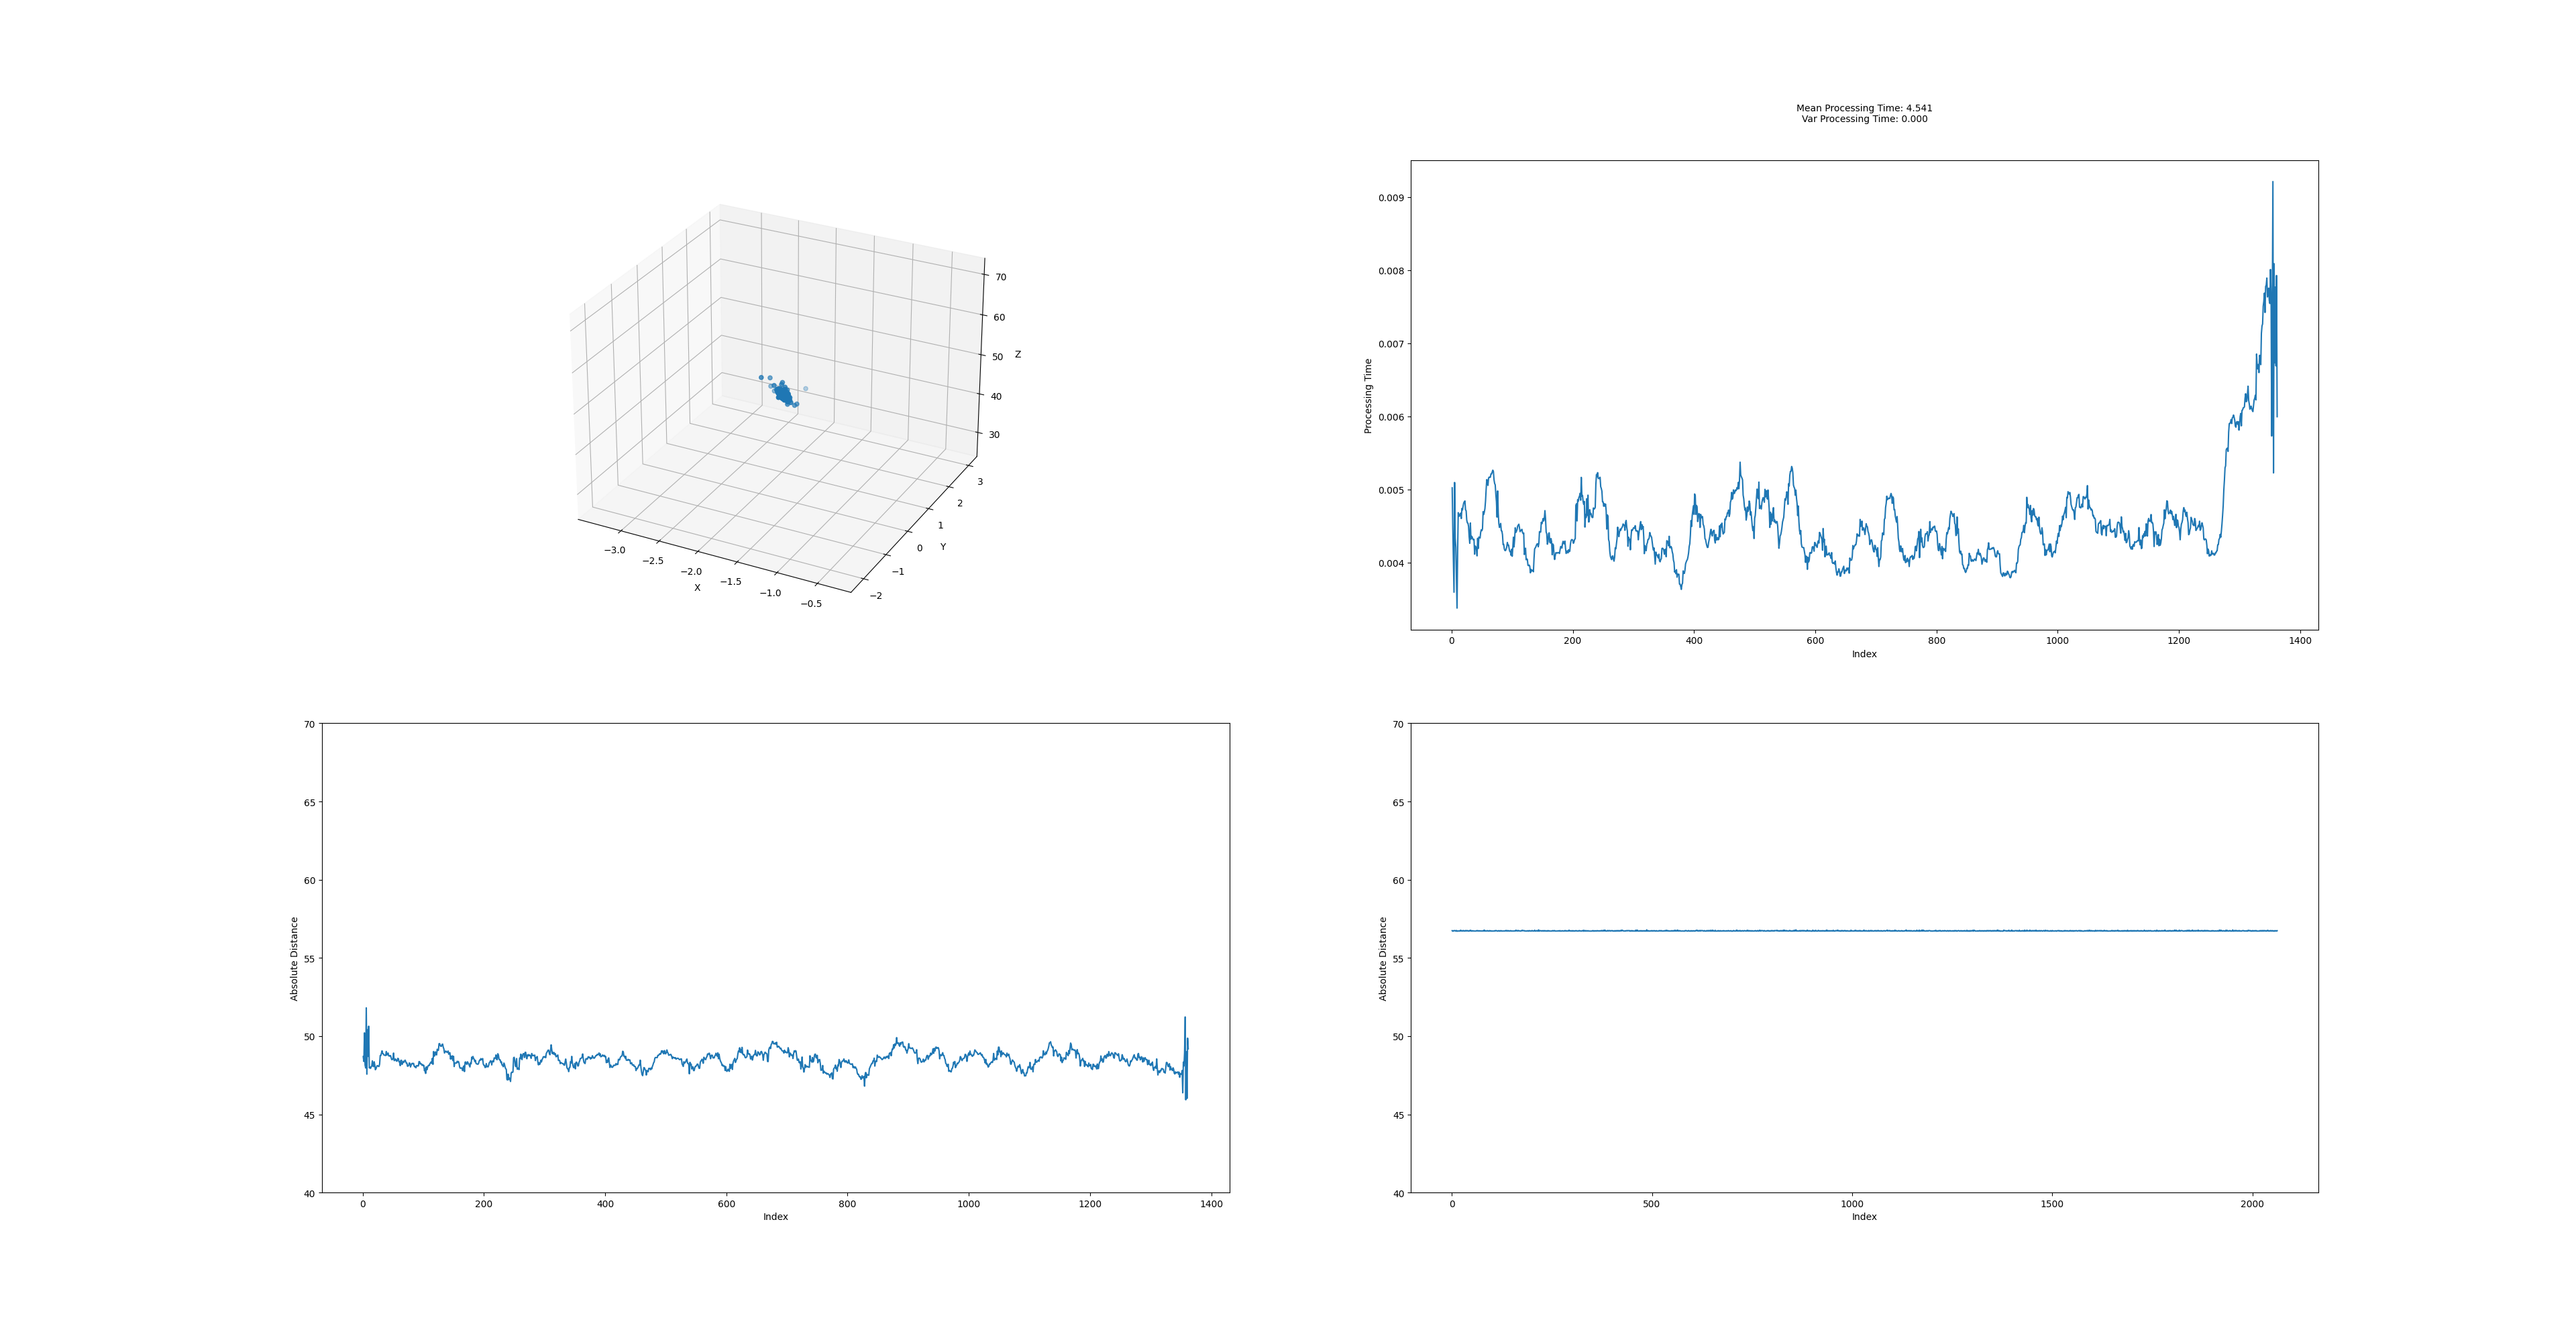 Mean Processing Time: 4.541
Var Processing Time: 0.000
70
60
50
40
30
Z
3
2
1
0
−1
−2
Y
−3.0
−2.5
−2.0
−1.5
−1.0
−0.5
X
0.009
0.008
0.007
0.006
0.005
0.004
Processing Time
0 200 400 600 800 1000 1200 1400
Index
70
65
60
55
50
45
40
Absolute Distance
0 200 400 600 800 1000 1200 1400
Index
70
65
60
55
50
45
40
Absolute Distance
0 500 1000 1500 2000
Index